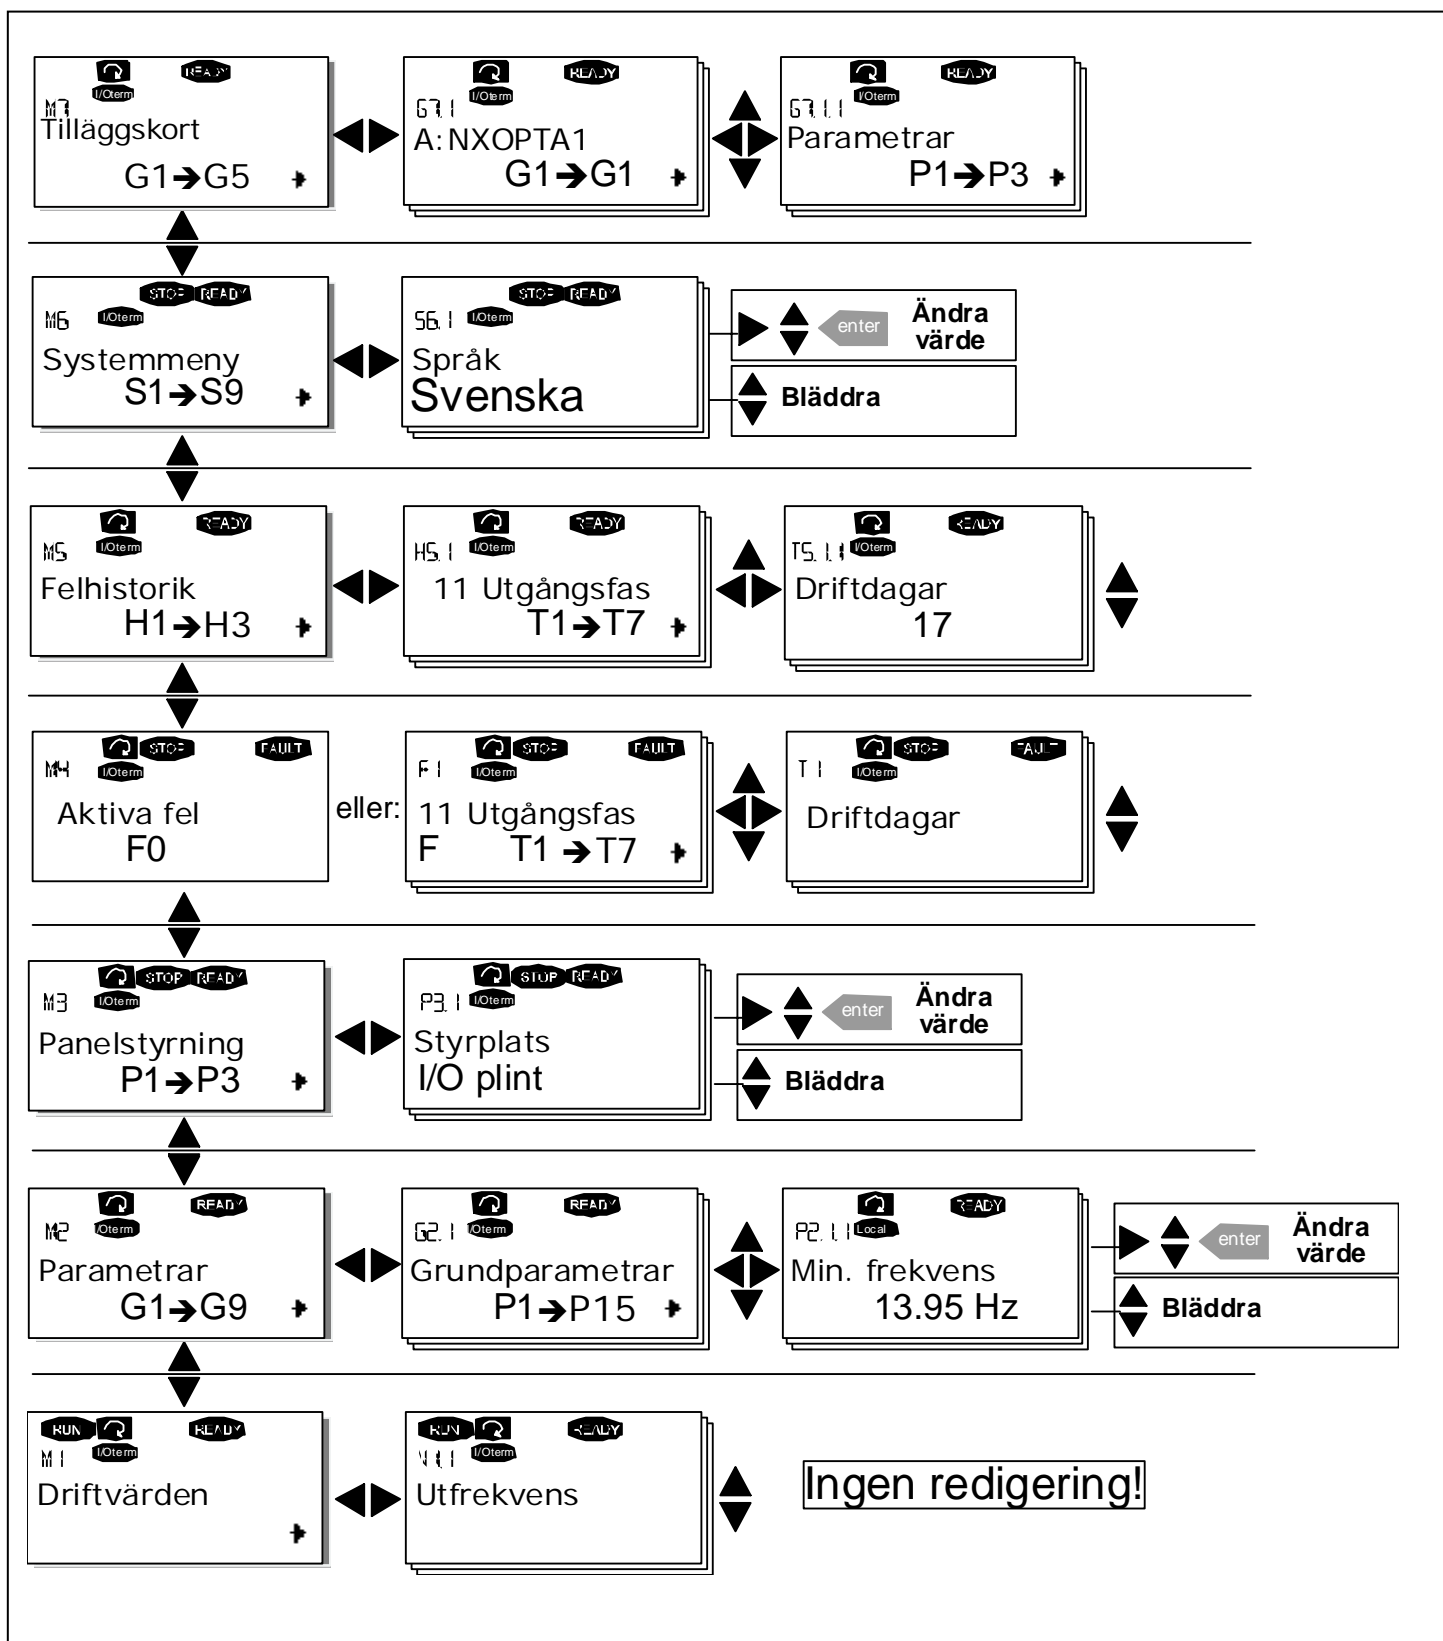 READY READY READY
I/Oterm I/Oterm I/Oterm
M7 G7.1 G7.1.1
Tilläggskort A:NXOPTA1 Parametrar
G1➔G5 G1➔G1 P1➔P3
STOP READY STOP READY
M6 I/Oterm S6.1 I/Oterm
Systemmeny Språk
S1➔S9 Svenska
enter Ändra
värde
Bläddra
READY READY READY
M5 I/Oterm H5.1 I/Oterm T5.1.1 I/Oterm
Felhistorik 11 Utgångsfas Driftdagar
H1➔H3 T1➔T7 17
STOP FAULT STOP FAULT STOP FAULT
M4 I/Oterm F1 I/Oterm T1 I/Oterm
Aktiva fel eller: 11 Utgångsfas Driftdagar
F0 F T1➔T7
STOP READY STOP READY
M3 I/Oterm P3.1 I/Oterm
Panelstyrning Styrplats
P1➔P3 I/O plint
enter Ändra
värde
Bläddra
READY READY READY
M2 I/Oterm G2.1 I/Oterm P2.1.1 Local
Parametrar Grundparametrar Min. frekvens
G1➔G9 P1➔P15 13.95 Hz
enter Ändra
värde
Bläddra
RUN READY RUN READY
M1 I/Oterm V1.1 I/Oterm
Driftvärden Utfrekvens
Ingen redigering!